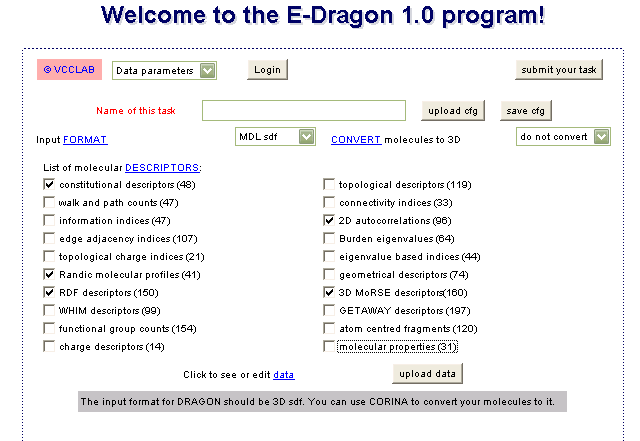 Welcome to the E-Dragon 1.0 program!
© VCCLAB Data parameters Login submit your task
Name of this task upload cfg save cfg
Input FORMAT MDL sdf CONVERT molecules to 3D do not convert
List of molecular DESCRIPTORS:
constitutional descriptors (48) topological descriptors (119)
walk and path counts (47) connectivity indices (33)
information indices (47) 2D autocorrelations (96)
edge adjacency indices (107) Burden eigenvalues (64)
topological charge indices (21) eigenvalue based indices (44)
Randic molecular profiles (41) geometrical descriptors (74)
RDF descriptors (150) 3D MoRSE descriptors(160)
WHIM descriptors (99) GETAWAY descriptors (197)
functional group counts (154) atom centred fragments (120)
charge descriptors (14) molecular properties (31)
Click to see or edit data upload data
The input format for DRAGON should be 3D sdf. You can use CORINA to convert your molecules to it.